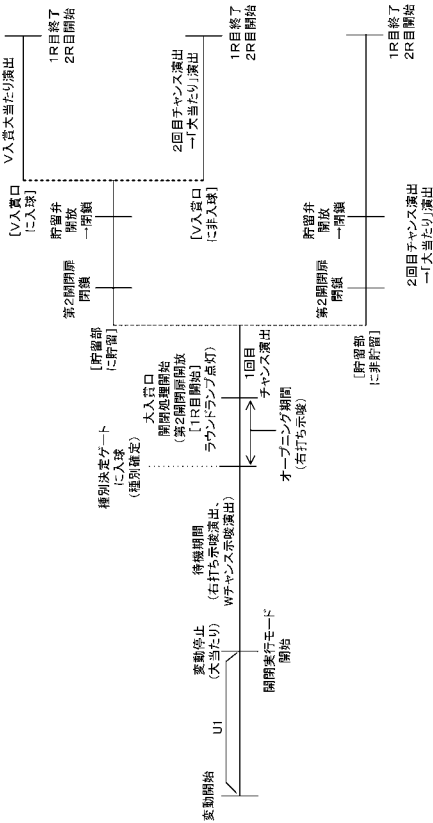 変動開始
U1
変動停止
(大当たり)
開閉実行モード
開始
待機期間
(右打ち示唆演出、
Wチャンス示唆演出)
種別決定ゲート
に入球
(種別確定)
オープニング期間
(右打ち示唆)
大入賞口
開閉処理開始
(第2開閉扉開放)
[1R目開始]
ラウンドランプ点灯
1回目
チャンス演出
[貯留部
に貯留]
第2開閉扉
閉鎖
貯留弁
開放
→閉鎖
[V入賞口
に入球]
V入賞大当たり演出
1R目終了
2R目開始
[V入賞口
に非入球]
2回目チャンス演出
→「大当たり」演出
1R目終了
2R目開始
[貯留部
に非貯留]
第2開閉扉
閉鎖
貯留弁
開放
→閉鎖
2回目チャンス演出
→「大当たり」演出
1R目終了
2R目開始